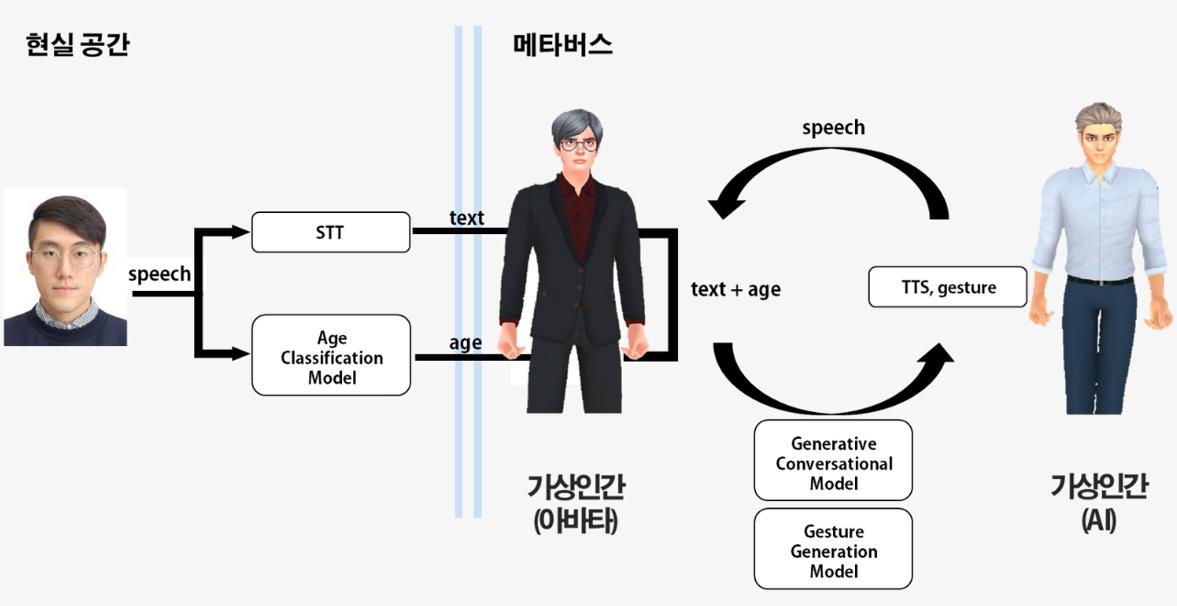 현실 공간
메타버스
speech
STT
Age
Classification
Model
text
age
text + age
speech
TTS, gesture
Generative
Conversational
Model
Gesture
Generation
Model
가상인간
(아바타)
가상인간
(AI)